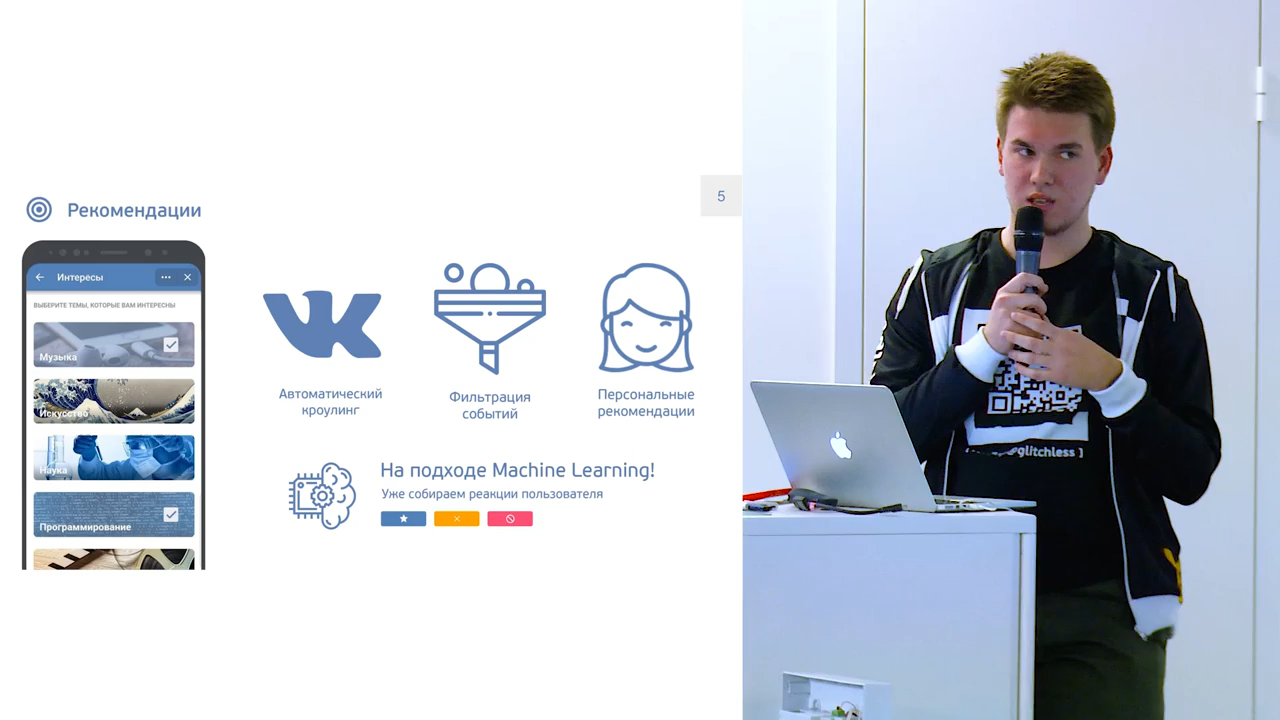 5
Рекомендации
Интересы
ВЫБЕРИТЕ ТЕМЫ, КОТОРЫЕ ВАМ ИНТЕРЕСНЫ
Музыка
Искусство
Наука
Программирование
Автоматический
кроулинг
Фильтрация
событий
Персональные
рекомендации
На подходе Machine Learning!
Уже собираем реакции пользователя
@glitchless ]